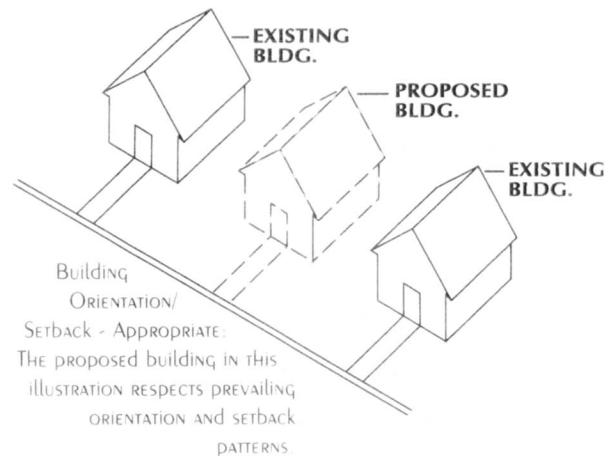 EXISTING
BLDG.
PROPOSED
BLDG.
EXISTING
BLDG.
Building
Orientation/
Setback - Appropriate:
The proposed building in this
illustration respects prevailing
orientation and setback
patterns.